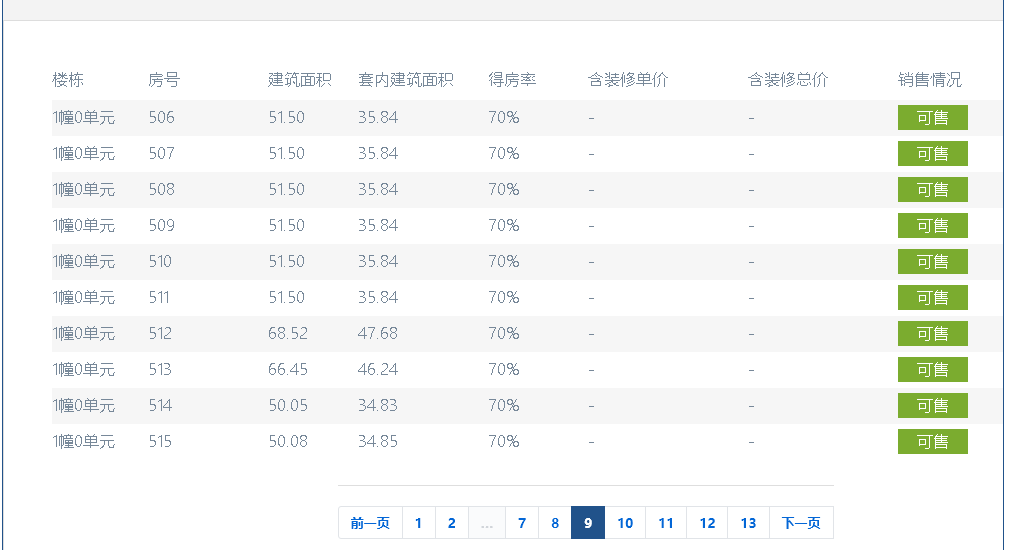 楼栋 房号 建筑面积 套内建筑面积 得房率 含装修单价 含装修总价 销售情况
1幢0单元 506 51.50 35.84 70% - - 可售
1幢0单元 507 51.50 35.84 70% - - 可售
1幢0单元 508 51.50 35.84 70% - - 可售
1幢0单元 509 51.50 35.84 70% - - 可售
1幢0单元 510 51.50 35.84 70% - - 可售
1幢0单元 511 51.50 35.84 70% - - 可售
1幢0单元 512 68.52 47.68 70% - - 可售
1幢0单元 513 66.45 46.24 70% - - 可售
1幢0单元 514 50.05 34.83 70% - - 可售
1幢0单元 515 50.08 34.85 70% - - 可售
前一页 1 2 ... 7 8 9 10 11 12 13 下一页